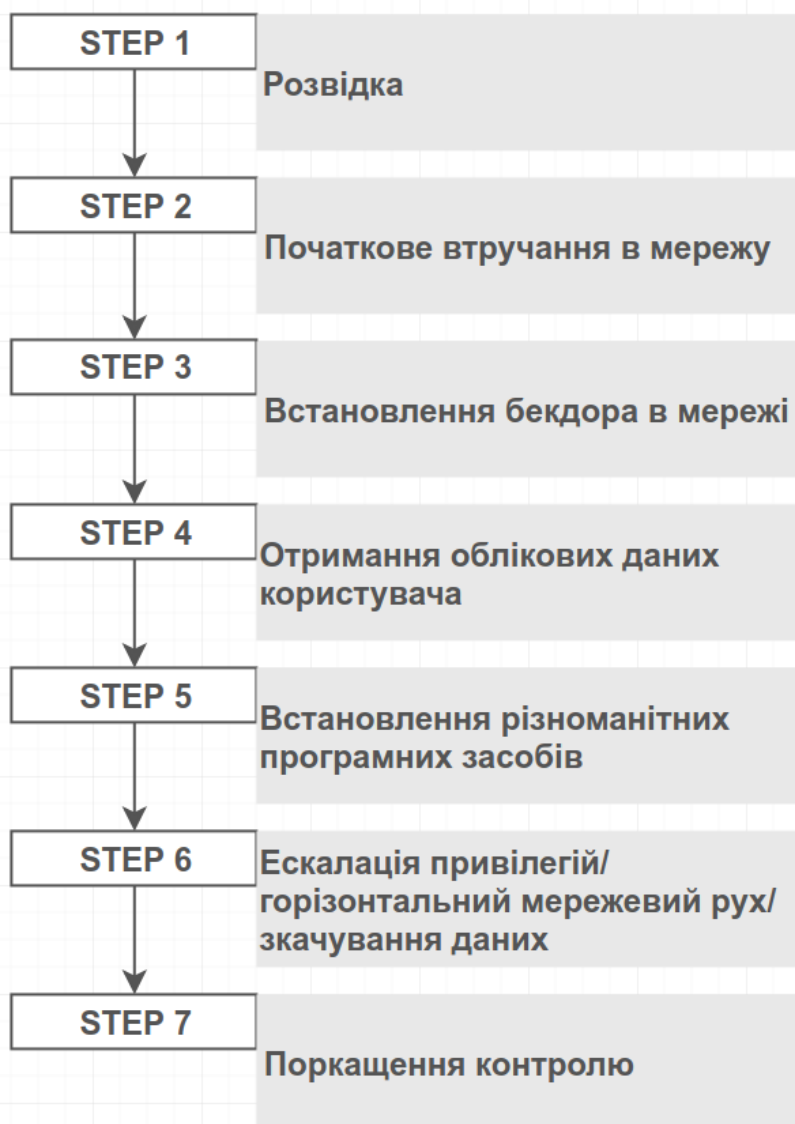 STEP 1
Розвідка
STEP 2
Початкове втручання в мережу
STEP 3
Встановлення бекдора в мережі
STEP 4
Отримання облікових даних
користувача
STEP 5
Встановлення різноманітних
програмних засобів
STEP 6
Ескалація привілегій/
горізонтальний мережевий рух/
зкачування даних
STEP 7
Поркащення контролю